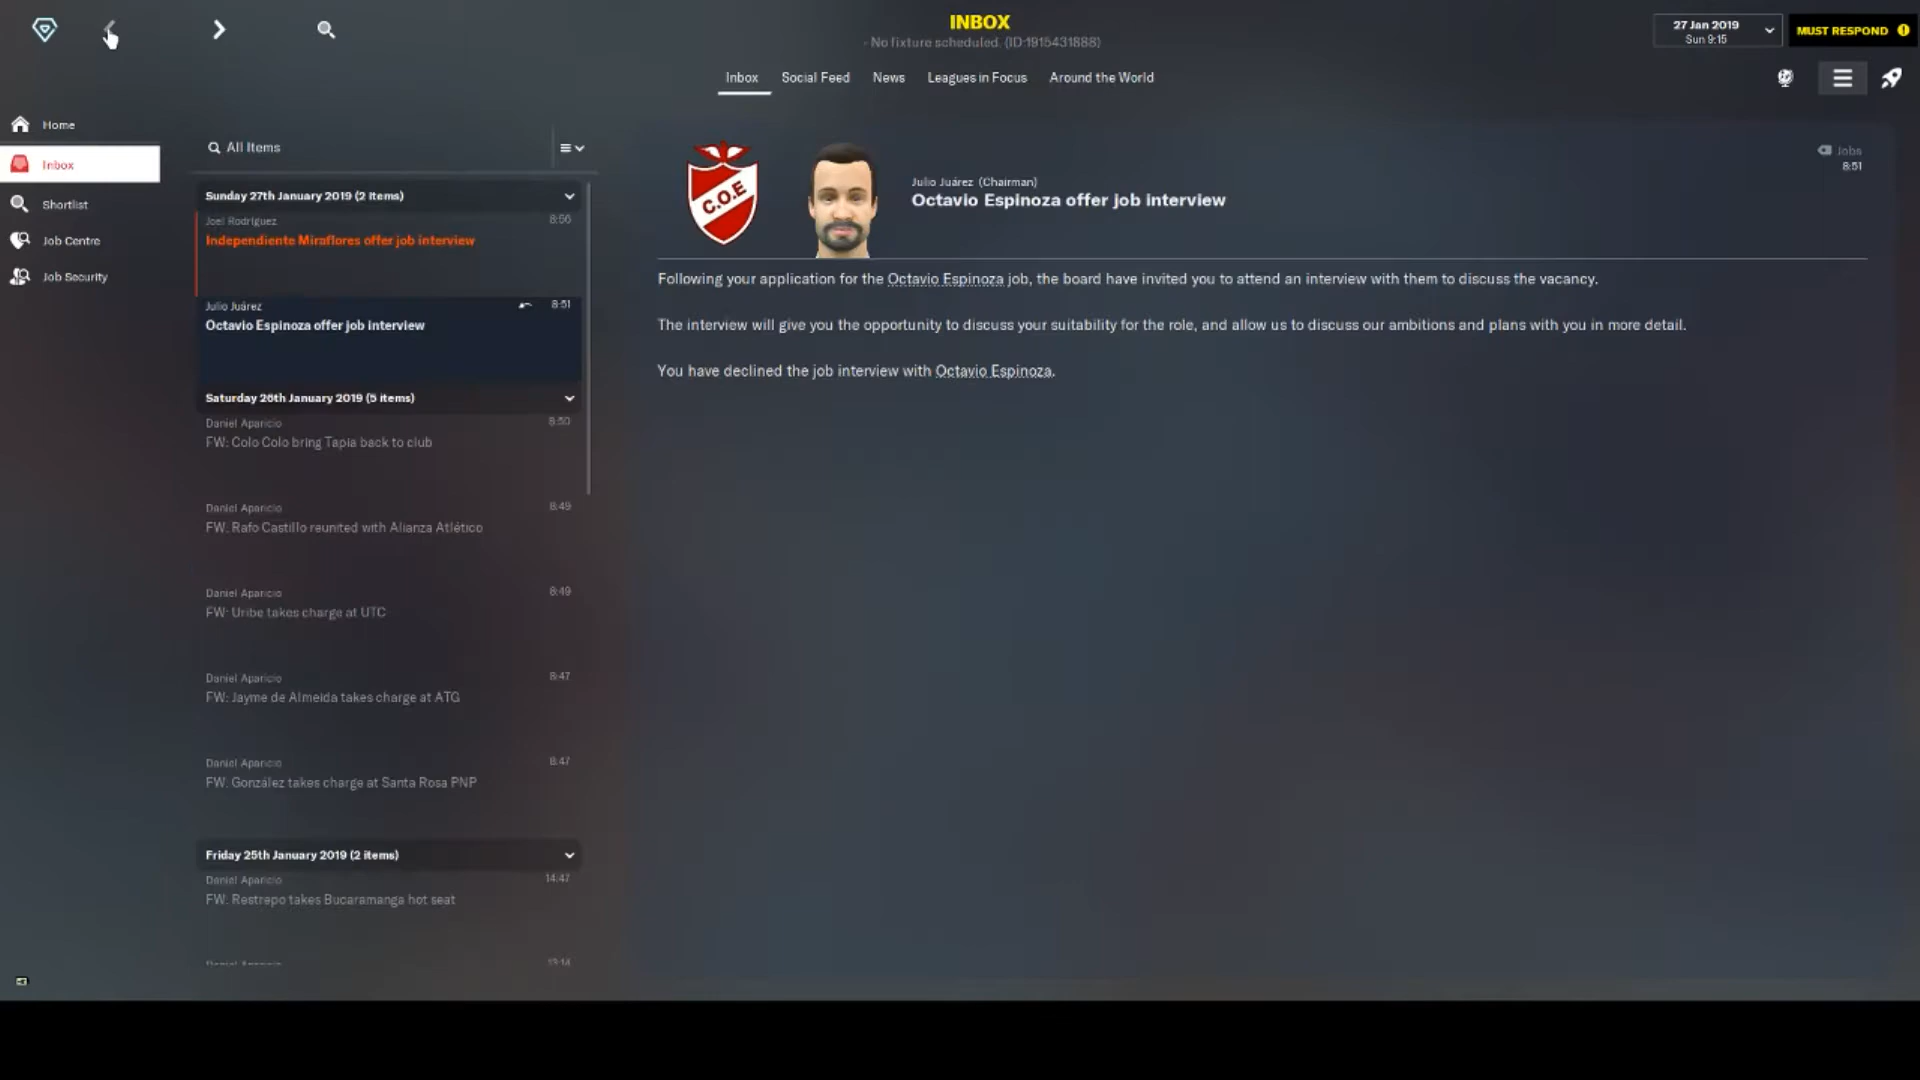 INBOX
- No fixture scheduled. (ID:1915431888)
27 Jan 2019
Sun 9:15
MUST RESPOND
Inbox
Social Feed
News
Leagues in Focus
Around the World
Home
Inbox
Shortlist
Job Centre
Job Security
All Items
Sunday 27th January 2019 (2 Items)
Joel Rodríguez 8:56
Independiente Miraflores offer job interview
Julio Juárez 8:51
Octavio Espinoza offer job interview
Saturday 26th January 2019 (5 items)
Daniel Aparicio 8:50
FW: Colo Colo bring Tapia back to club
Daniel Aparicio 8:49
FW: Rafo Castillo reunited with Alianza Atlético
Daniel Aparicio 8:49
FW: Uribe takes charge at UTC
Daniel Aparicio 8:47
FW: Jayme de Almeida takes charge at ATG
Daniel Aparicio 8:47
FW: González takes charge at Santa Rosa PNP
Friday 25th January 2019 (2 items)
Daniel Aparicio 14:47
FW: Restrepo takes Bucaramanga hot seat
C.O.E
Julio Juárez (Chairman)
Octavio Espinoza offer job interview
Jobs
8:51
Following your application for the Octavio Espinoza job, the board have invited you to attend an interview with them to discuss the vacancy.
The interview will give you the opportunity to discuss your suitability for the role, and allow us to discuss our ambitions and plans with you in more detail.
You have declined the job interview with Octavio Espinoza.